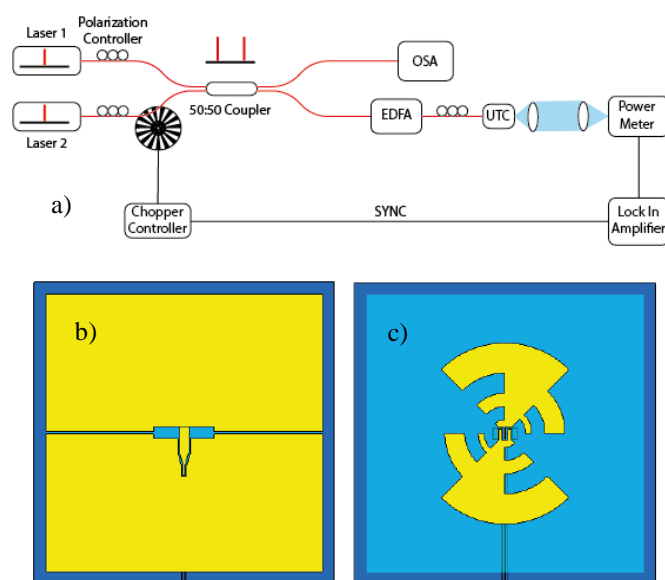 Laser 1
Polarization
Controller
OSA
50:50 Coupler
EDFA
UTC
Power
Meter
Laser 2
a)
Chopper
Controller
SYNC
Lock In
Amplifier
b)
c)